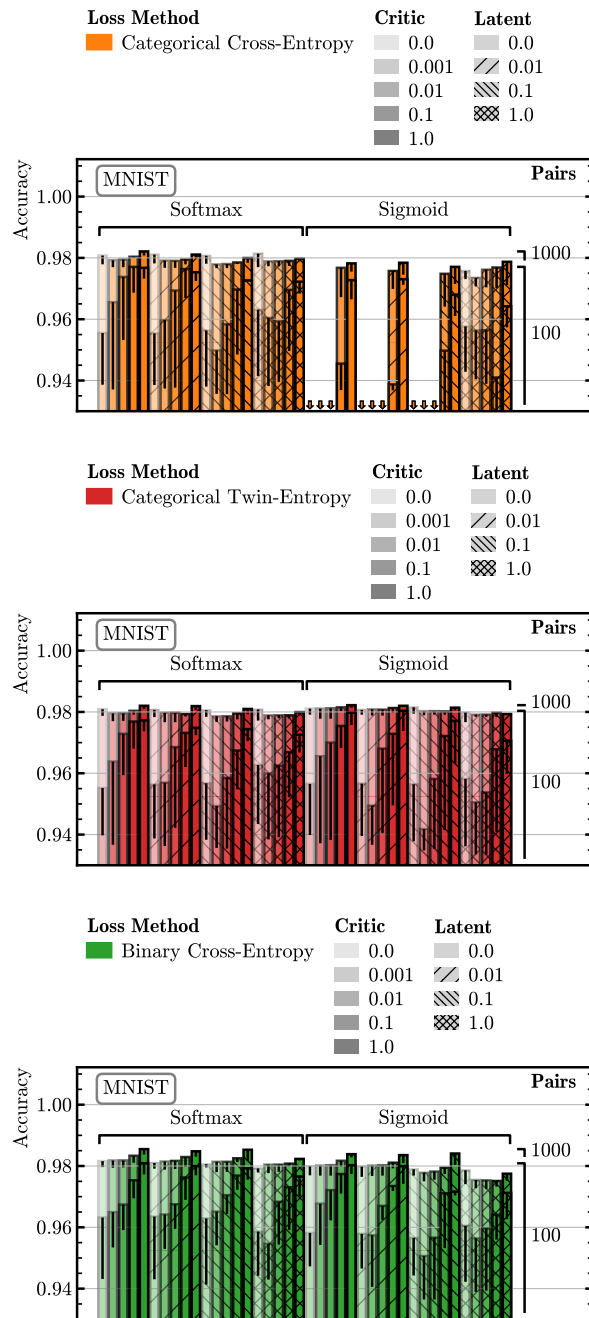 Loss Method Critic Latent
Categorical Cross-Entropy 0.0 0.0
0.001 0.01
0.01 0.1
0.1 1.0
1.0
MNIST Pairs
Softmax Sigmoid
Accuracy
1.00
0.98
0.96
0.94
1000
100
Loss Method Critic Latent
Categorical Twin-Entropy 0.0 0.0
0.001 0.01
0.01 0.1
0.1 1.0
1.0
MNIST Pairs
Softmax Sigmoid
Accuracy
1.00
0.98
0.96
0.94
1000
100
Loss Method Critic Latent
Binary Cross-Entropy 0.0 0.0
0.001 0.01
0.01 0.1
0.1 1.0
1.0
MNIST Pairs
Softmax Sigmoid
Accuracy
1.00
0.98
0.96
0.94
1000
100